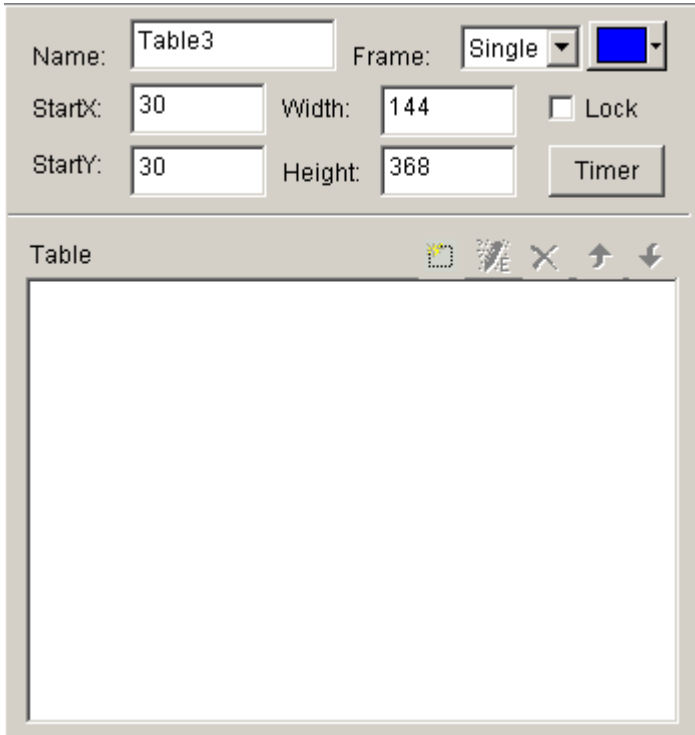 Name: Table3 Frame: Single
StartX: 30 Width: 144 Lock
StartY: 30 Height: 368 Timer
Table
E